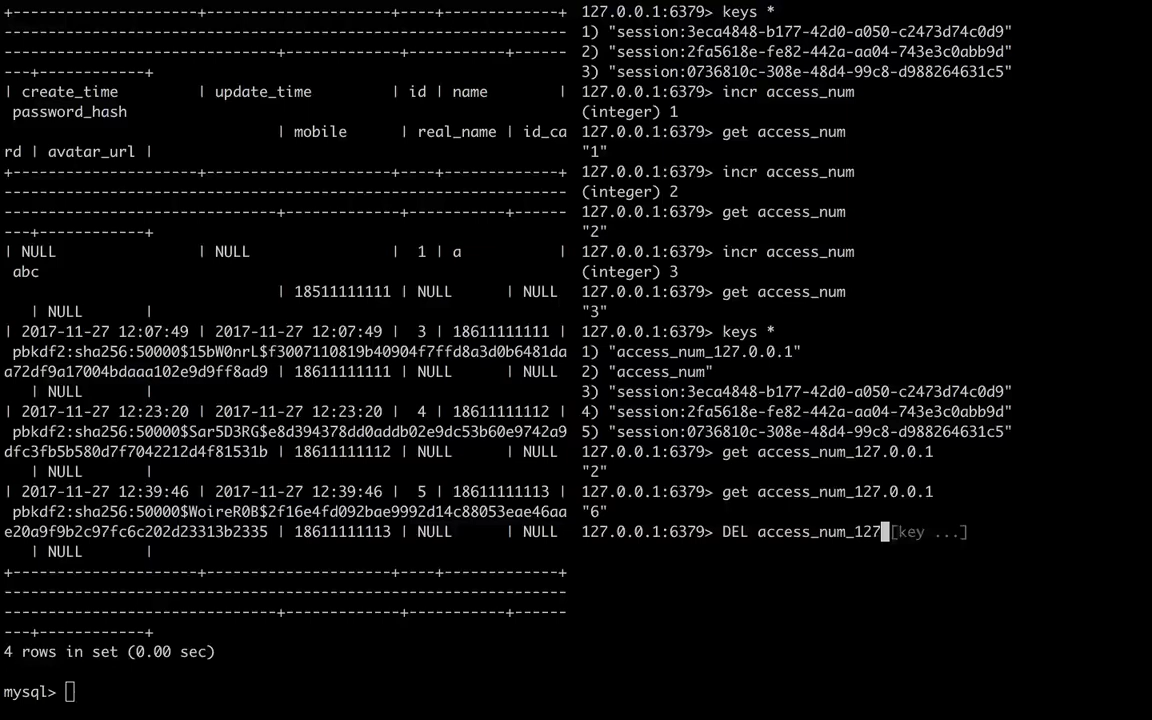 +---------------------+---------------------+----+-------------+
----------------------------------------------------------------
-------------------------------+-------------+-----------+------
---+------------+
| create_time         | update_time         | id | name        |
 password_hash
                               | mobile      | real_name | id_ca
rd | avatar_url |
+---------------------+---------------------+----+-------------+
----------------------------------------------------------------
-------------------------------+-------------+-----------+------
---+------------+
| NULL                | NULL                |  1 | a           |
 abc
                               | 18511111111 | NULL      | NULL
   | NULL       |
| 2017-11-27 12:07:49 | 2017-11-27 12:07:49 |  3 | 18611111111 |
 pbkdf2:sha256:50000$15bW0nrL$f3007110819b40904f7ffd8a3d0b6481da
a72df9a17004bdaaa102e9d9ff8ad9 | 18611111111 | NULL      | NULL
   | NULL       |
| 2017-11-27 12:23:20 | 2017-11-27 12:23:20 |  4 | 18611111112 |
 pbkdf2:sha256:50000$Sar5D3RG$e8d394378dd0addb02e9dc53b60e9742a9
dfc3fb5b580d7f7042212d4f81531b | 18611111112 | NULL      | NULL
   | NULL       |
| 2017-11-27 12:39:46 | 2017-11-27 12:39:46 |  5 | 18611111113 |
 pbkdf2:sha256:50000$WoireR0B$2f16e4fd092bae9992d14c88053eae46aa
e20a9f9b2c97fc6c202d23313b2335 | 18611111113 | NULL      | NULL
   | NULL       |
+---------------------+---------------------+----+-------------+
----------------------------------------------------------------
-------------------------------+-------------+-----------+------
---+------------+
4 rows in set (0.00 sec)
mysql>
127.0.0.1:6379> keys *
1) "session:3eca4848-b177-42d0-a050-c2473d74c0d9"
2) "session:2fa5618e-fe82-442a-aa04-743e3c0abb9d"
3) "session:0736810c-308e-48d4-99c8-d988264631c5"
127.0.0.1:6379> incr access_num
(integer) 1
127.0.0.1:6379> get access_num
"1"
127.0.0.1:6379> incr access_num
(integer) 2
127.0.0.1:6379> get access_num
"2"
127.0.0.1:6379> incr access_num
(integer) 3
127.0.0.1:6379> get access_num
"3"
127.0.0.1:6379> keys *
1) "access_num_127.0.0.1"
2) "access_num"
3) "session:3eca4848-b177-42d0-a050-c2473d74c0d9"
4) "session:2fa5618e-fe82-442a-aa04-743e3c0abb9d"
5) "session:0736810c-308e-48d4-99c8-d988264631c5"
127.0.0.1:6379> get access_num_127.0.0.1
"2"
127.0.0.1:6379> get access_num_127.0.0.1
"6"
127.0.0.1:6379> DEL access_num_127 [key ...]